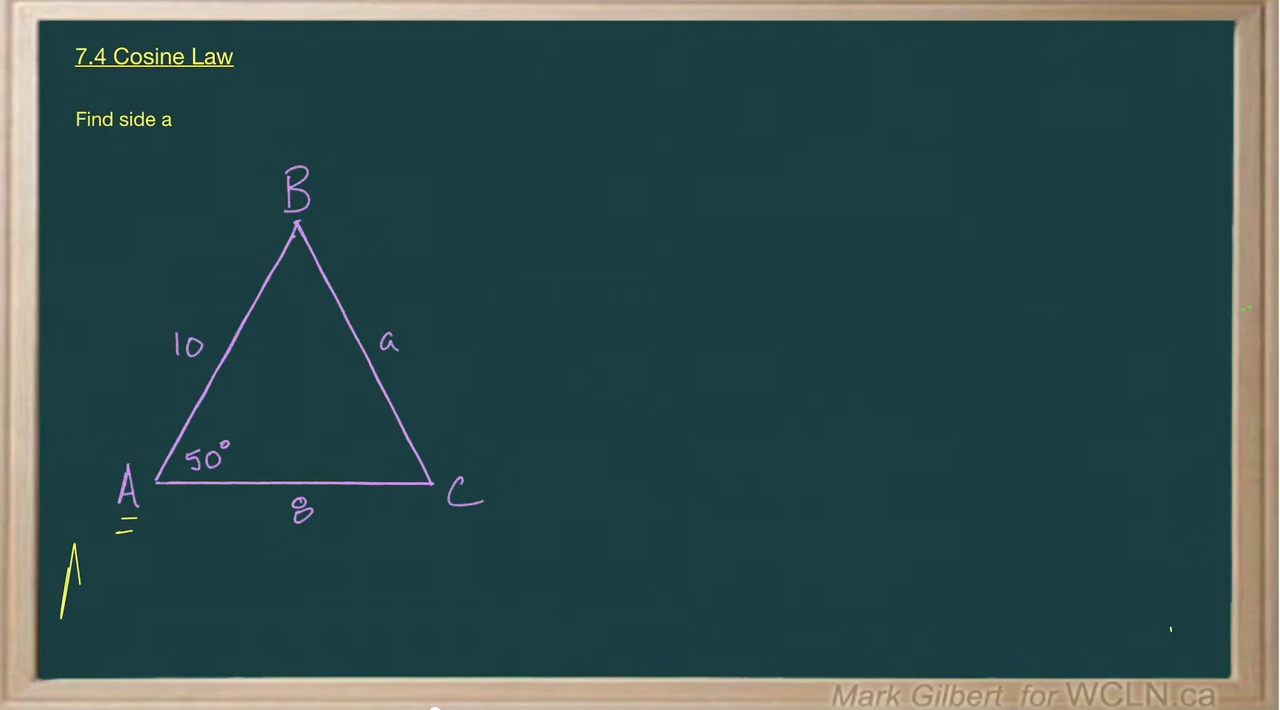 7.4 Cosine Law
Find side a
B
10
a
50°
A
8
C
Mark Gilbert for WCLN.ca